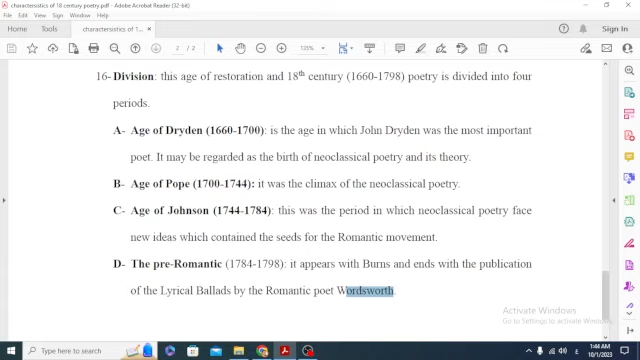 characterstistics of 18 century poetry.pdf - Adobe Acrobat Reader DC (32-bit)
File Edit View Sign Window Help
Home Tools characterstistics of 1... × Sign In
2 / 2 135%
16- Division: this age of restoration and 18th century (1660-1798) poetry is divided into four
periods.
A- Age of Dryden (1660-1700): is the age in which John Dryden was the most important
poet. It may be regarded as the birth of neoclassical poetry and its theory.
B- Age of Pope (1700-1744): it was the climax of the neoclassical poetry.
C- Age of Johnson (1744-1784): this was the period in which neoclassical poetry face
new ideas which contained the seeds for the Romantic movement.
D- The pre-Romantic (1784-1798): it appears with Burns and ends with the publication
of the Lyrical Ballads by the Romantic poet Wordsworth.
Activate Windows
Go to Settings to activate Windows.
Type here to search
1:44 AM
10/1/2023